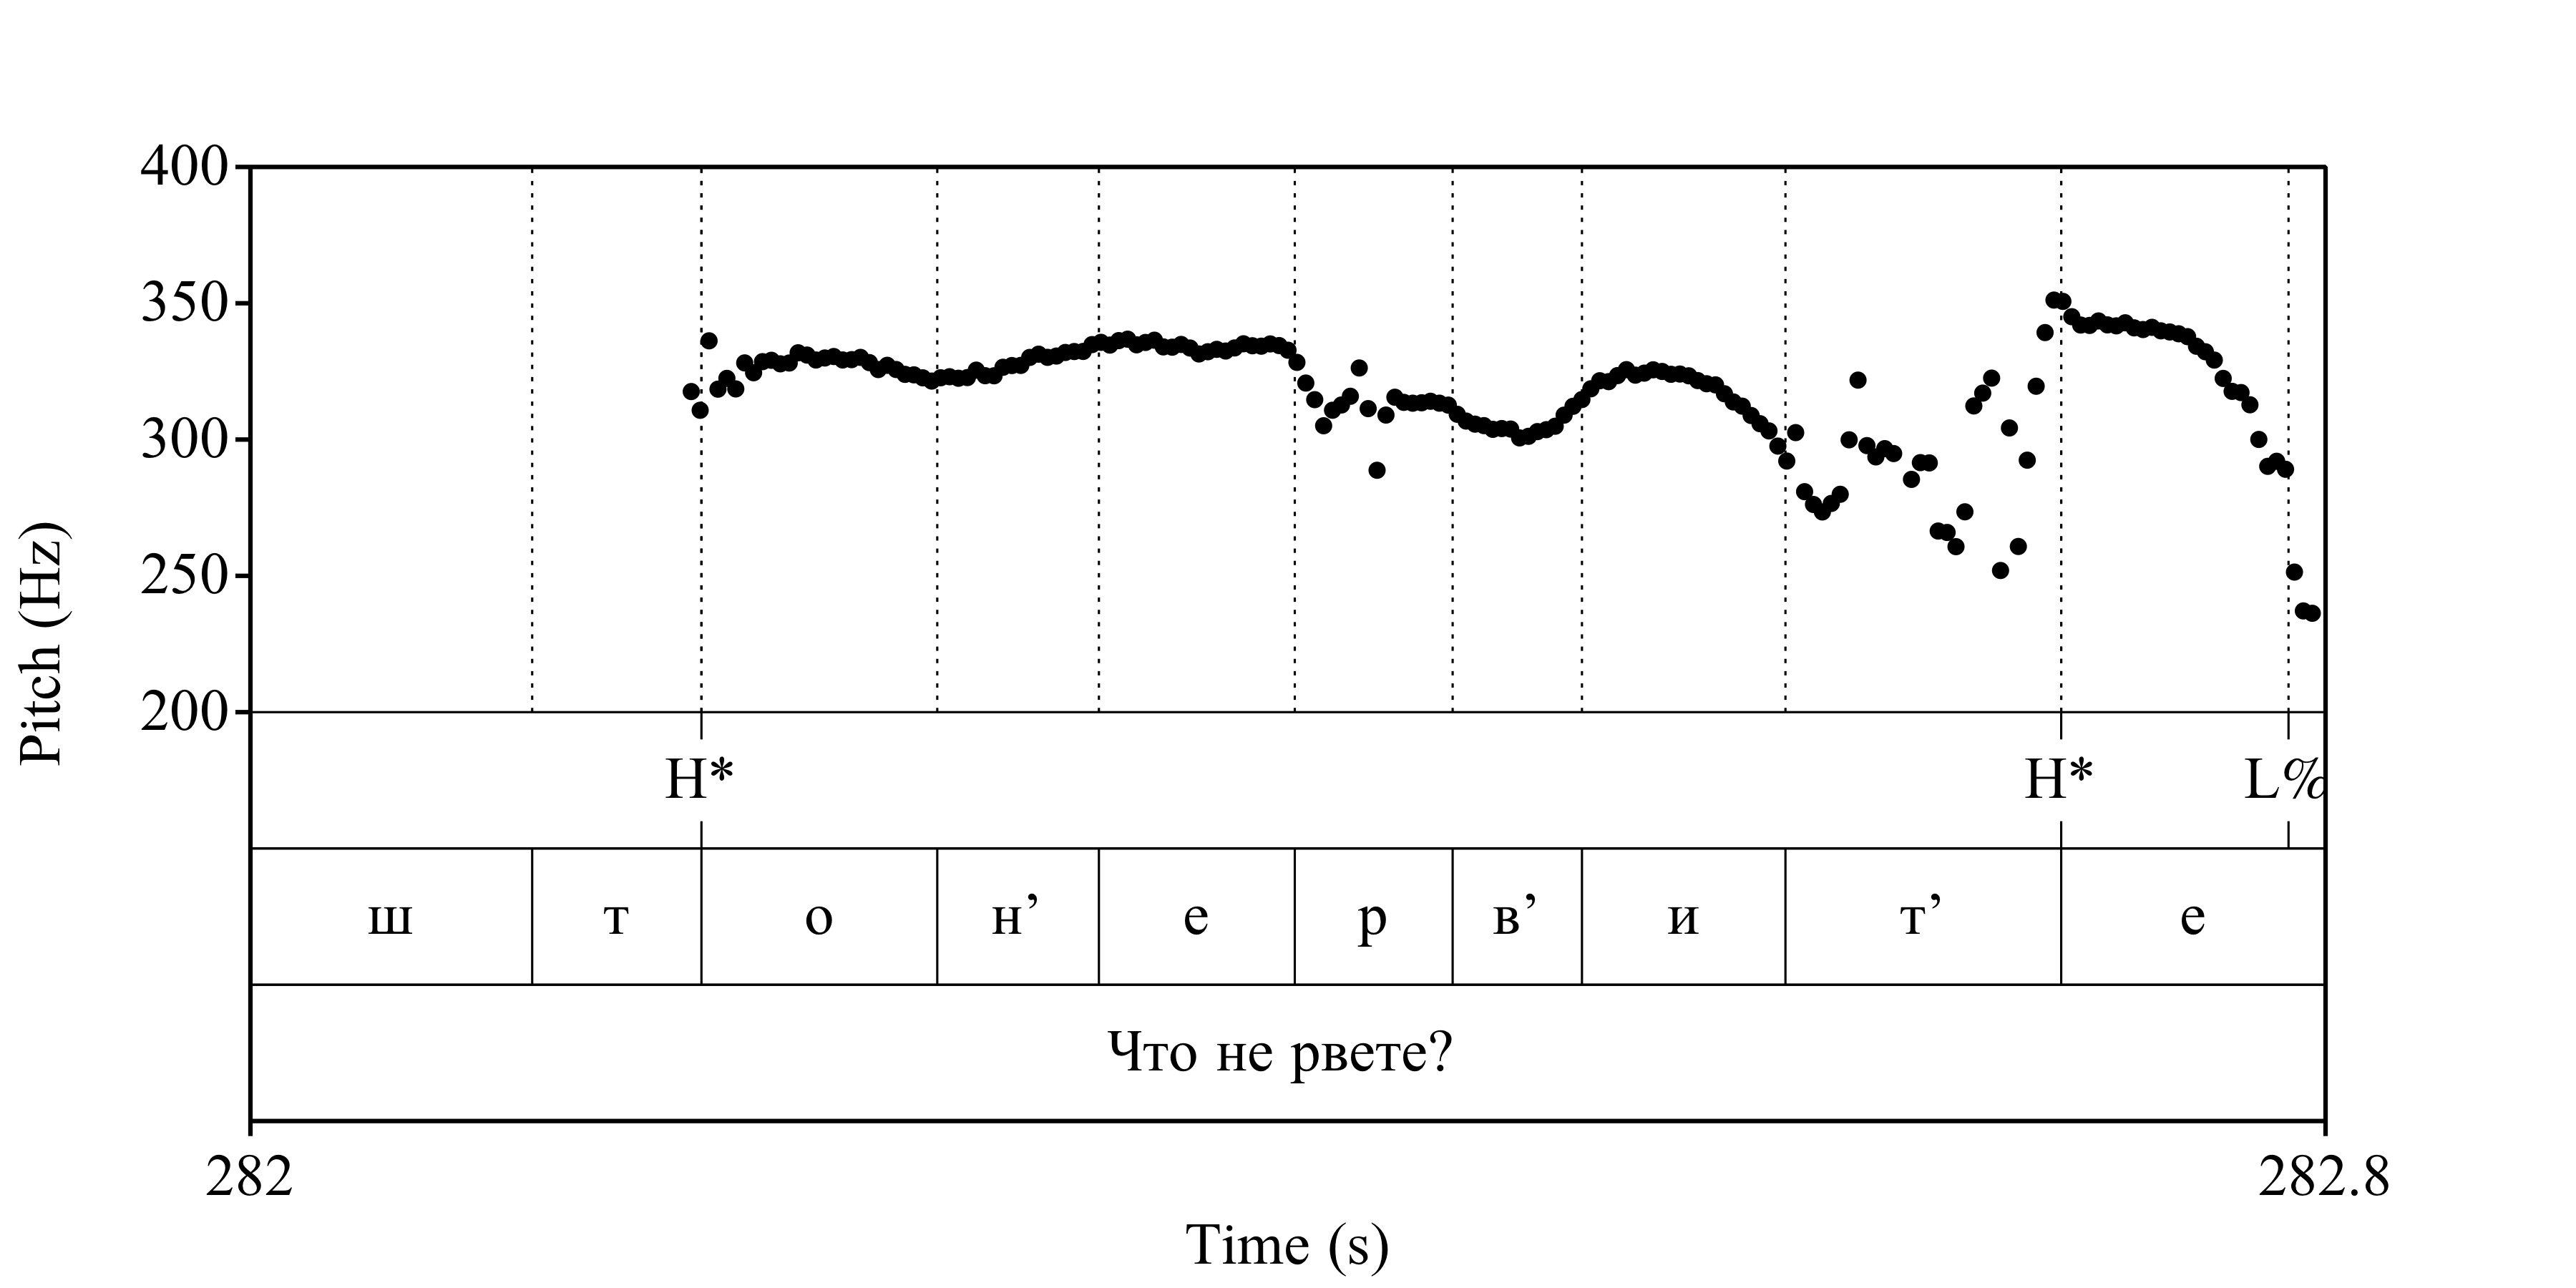 400
350
300
250
200
Pitch (Hz)
H* H* L%
ш т о н’ е р в’ и т’ е
Что не рвете?
282 282.8
Time (s)